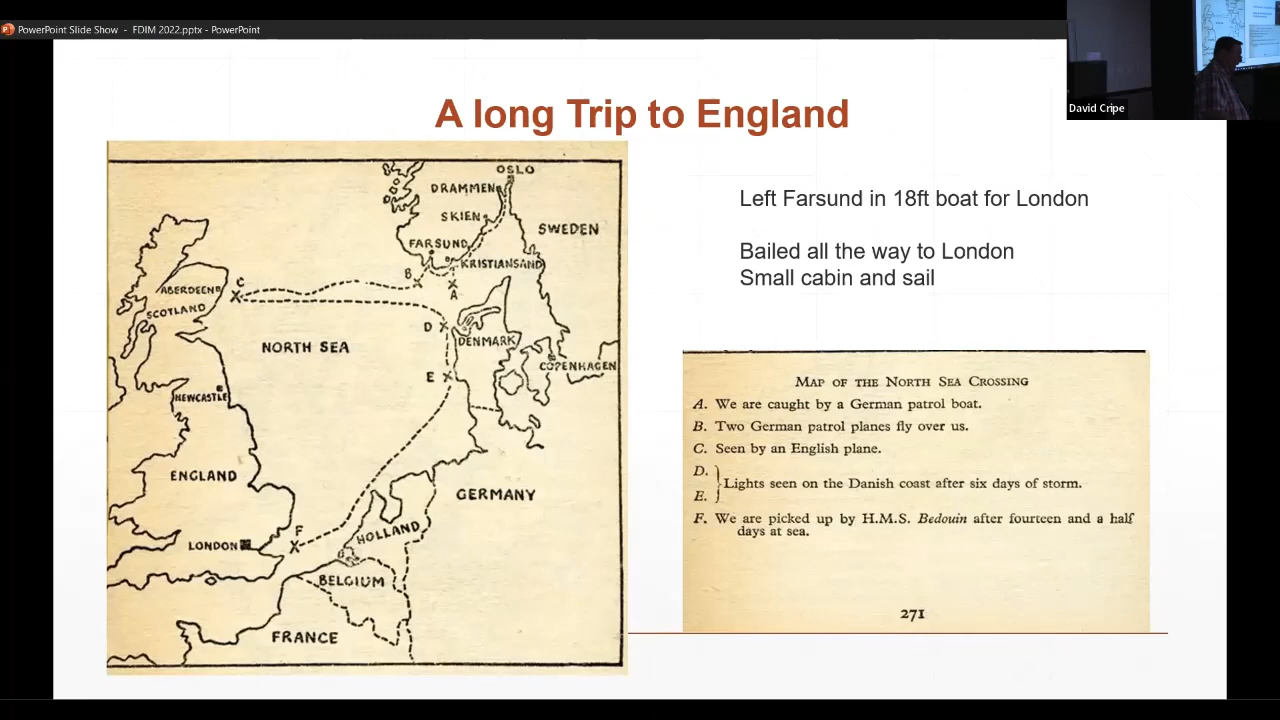 PowerPoint Slide Show - FDIM 2022.pptx - PowerPoint
David Cripe
A long Trip to England
OSLO
DRAMMEN
SKIEN
SWEDEN
FARSUND
KRISTIANSAND
B
A
C
ABERDEEN
SCOTLAND
D
DENMARK
NORTH SEA
COPENHAGEN
E
NEWCASTLE
ENGLAND
GERMANY
F
HOLLAND
LONDON
BELGIUM
FRANCE
Left Farsund in 18ft boat for London
Bailed all the way to London
Small cabin and sail
MAP OF THE NORTH SEA CROSSING
A. We are caught by a German patrol boat.
B. Two German patrol planes fly over us.
C. Seen by an English plane.
D.
Lights seen on the Danish coast after six days of storm.
E.
F. We are picked up by H.M.S. Bedouin after fourteen and a half
days at sea.
271